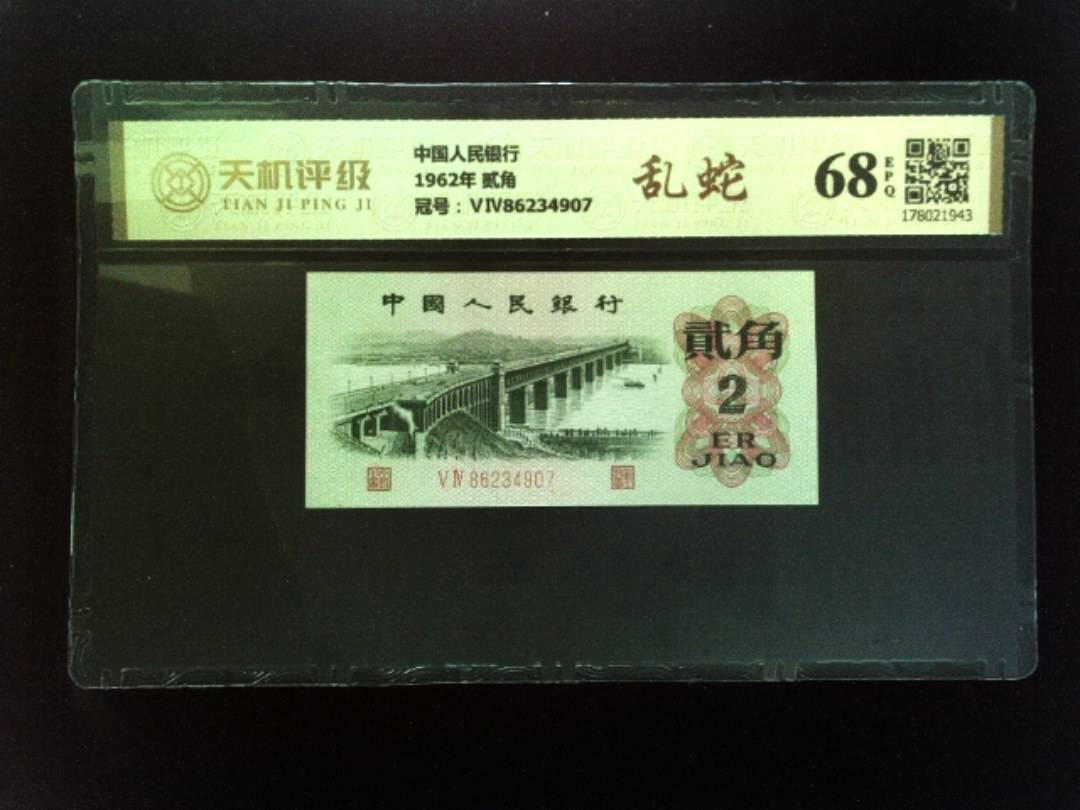 天机评级
TIAN JI PING JI
中国人民银行
1962年 贰角
冠号：ⅤⅣ86234907
乱蛇
68
EPQ
178021943
中國人民銀行
貳角
2
ER
JIAO
ⅤⅣ 86234907